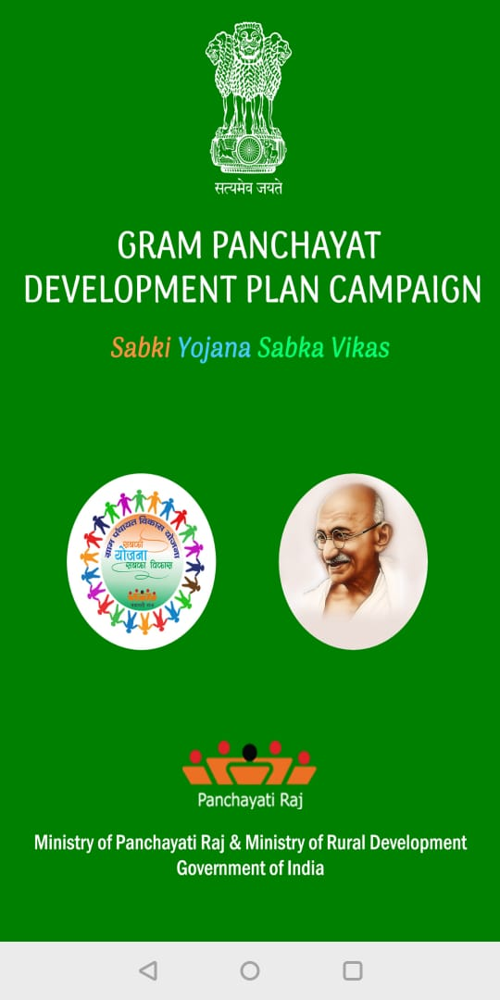 सत्यमेव जयते
GRAM PANCHAYAT
DEVELOPMENT PLAN CAMPAIGN
Sabki Yojana Sabka Vikas
ग्राम पंचायत विकास योजना
सबकी
योजना
सबका विकास
Panchayati Raj
Ministry of Panchayati Raj & Ministry of Rural Development
Government of India